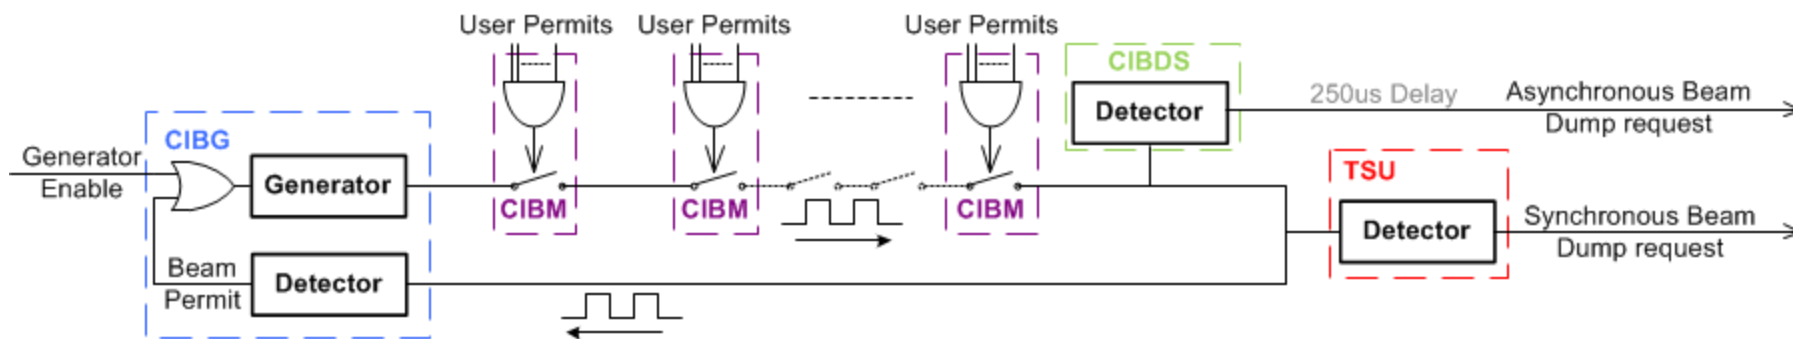 User Permits
User Permits
User Permits
CIBDS
Detector
250us Delay
Asynchronous Beam
Dump request
CIBG
Generator
Enable
Generator
CIBM
CIBM
CIBM
TSU
Detector
Synchronous Beam
Dump request
Beam
Permit
Detector